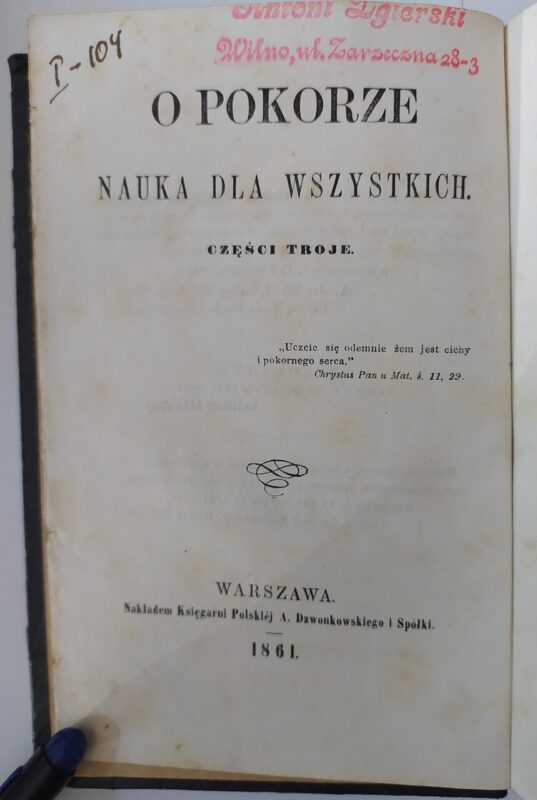 Antoni Zgierski
Wilno, ul. Zarzeczna 28-3
I-104
O POKORZE
NAUKA DLA WSZYSTKICH.
CZĘŚCI TROJE.
„Uczcie się odemnie żem jest cichy
i pokornego serca.”
Chrystus Pan u Mat. ś. 11, 29.
WARSZAWA.
Nakładem Księgarni Polskiéj A. Dzwonkowskiego i Spółki.
1861.